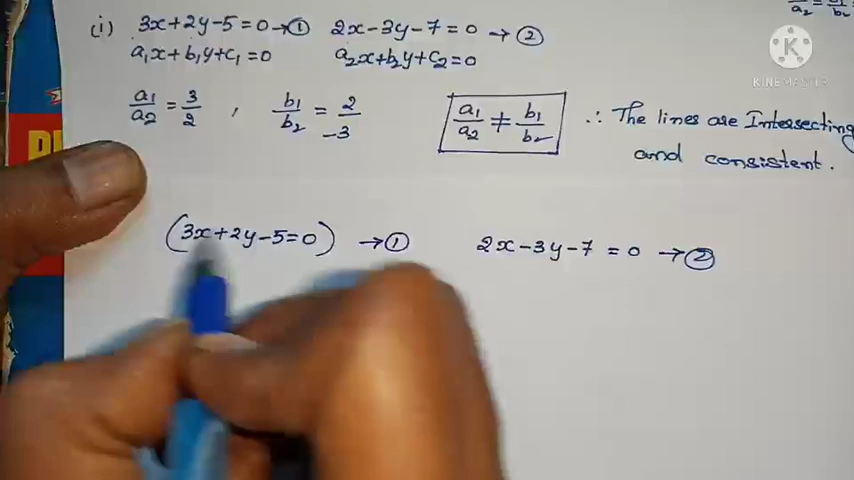 (i) 3x+2y-5=0→① 2x-3y-7=0 →②
a₁x+b₁y+c₁=0 a₂x+b₂y+c₂=0
a₁/a₂ = 3/2 , b₁/b₂ = 2/-3 a₁/a₂ ≠ b₁/b₂ ∴ The lines are Intersecting
and consistent.
(3x+2y-5=0) →① 2x-3y-7=0 →②
KINEMASTER